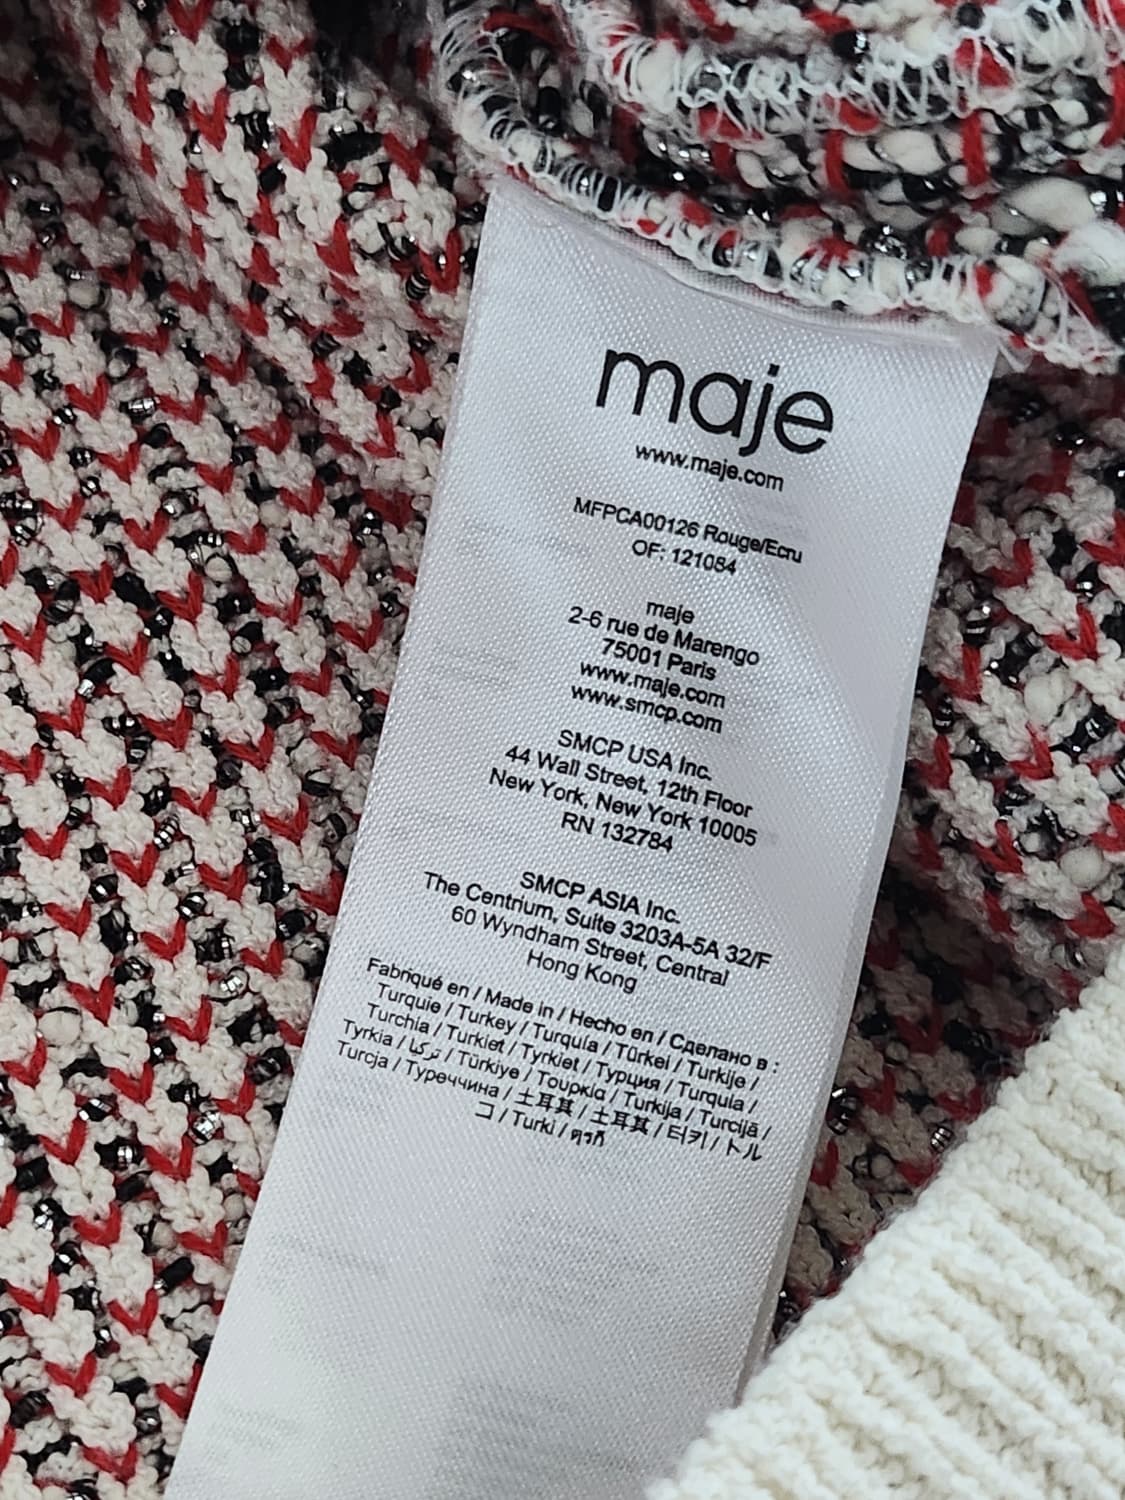 maje
www.maje.com
MFPCA00126 Rouge/Ecru
OF: 121084
maje
2-6 rue de Marengo
75001 Paris
www.maje.com
www.smcp.com
SMCP USA Inc.
44 Wall Street, 12th Floor
New York, New York 10005
RN 132784
SMCP ASIA Inc.
The Centrium, Suite 3203A-5A 32/F
60 Wyndham Street, Central
Hong Kong
Fabriqué en / Made in / Hecho en / Сделано в :
Turquie / Turkey / Turquía / Türkei / Turkije /
Turchia / Turkiet / Tyrkiet / Турция / Turquía /
Tyrkia / تركيا / Türkiye / Τουρκία / Turkija / Turcijā /
Turcja / Туреччина / 土耳其 / 土耳其 / 터키 / トル
コ / Turki / ตุรกี